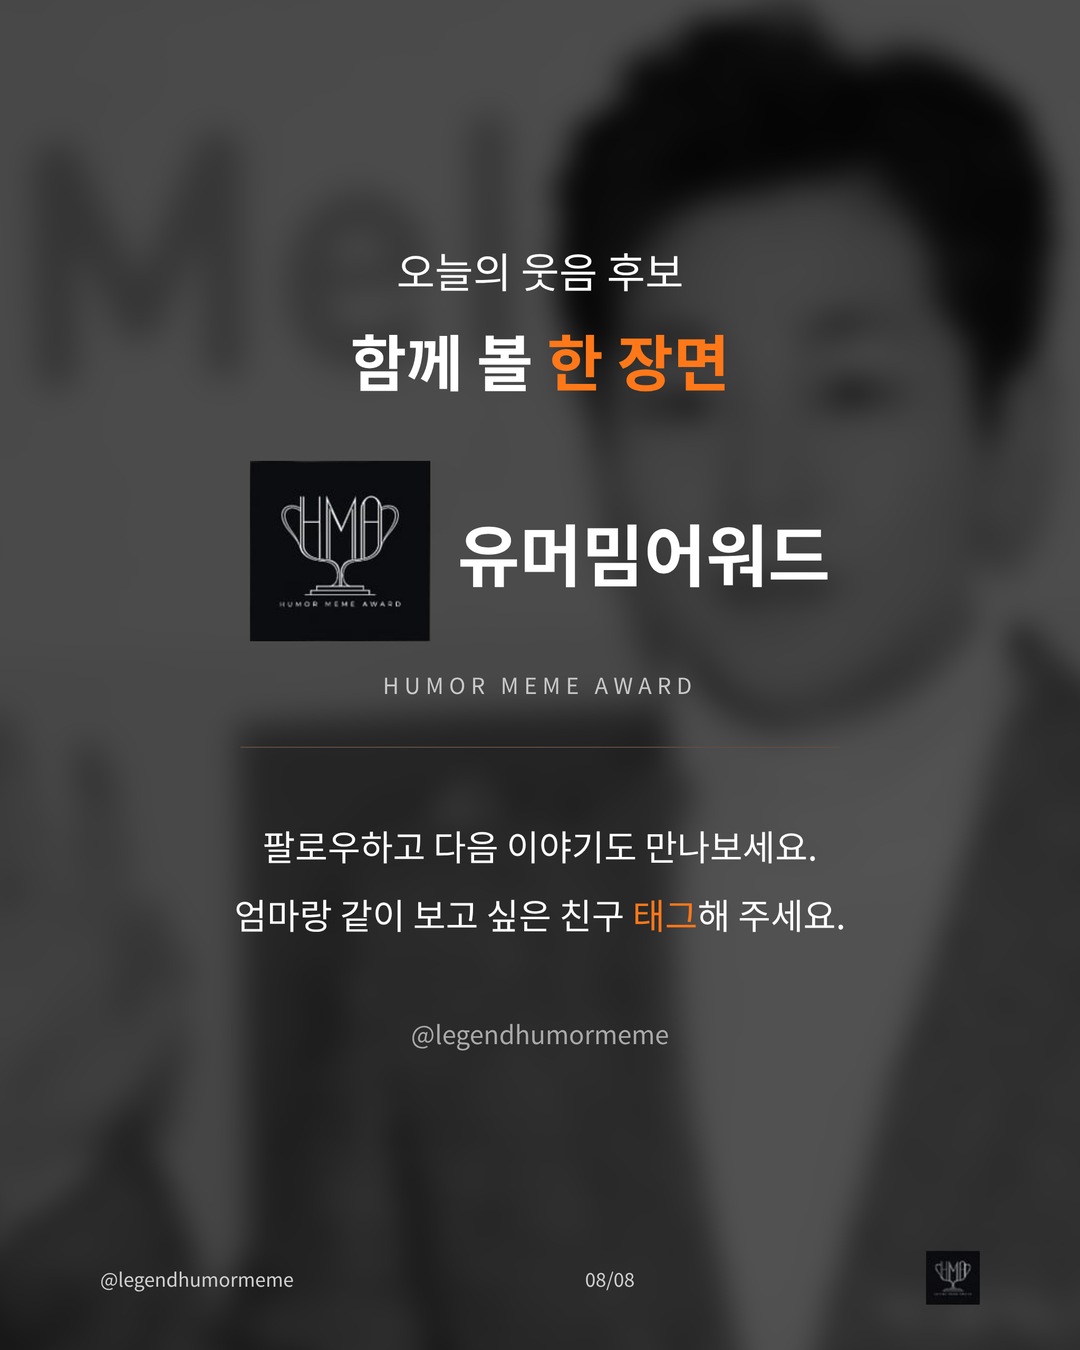 Mel
오늘의 웃음 후보
함께 볼 한 장면
HMA
HUMOR MEME AWARD
유머밈어워드
HUMOR MEME AWARD
팔로우하고 다음 이야기도 만나보세요.
엄마랑 같이 보고 싶은 친구 태그해 주세요.
@legendhumormeme
@legendhumormeme
08/08
HMA